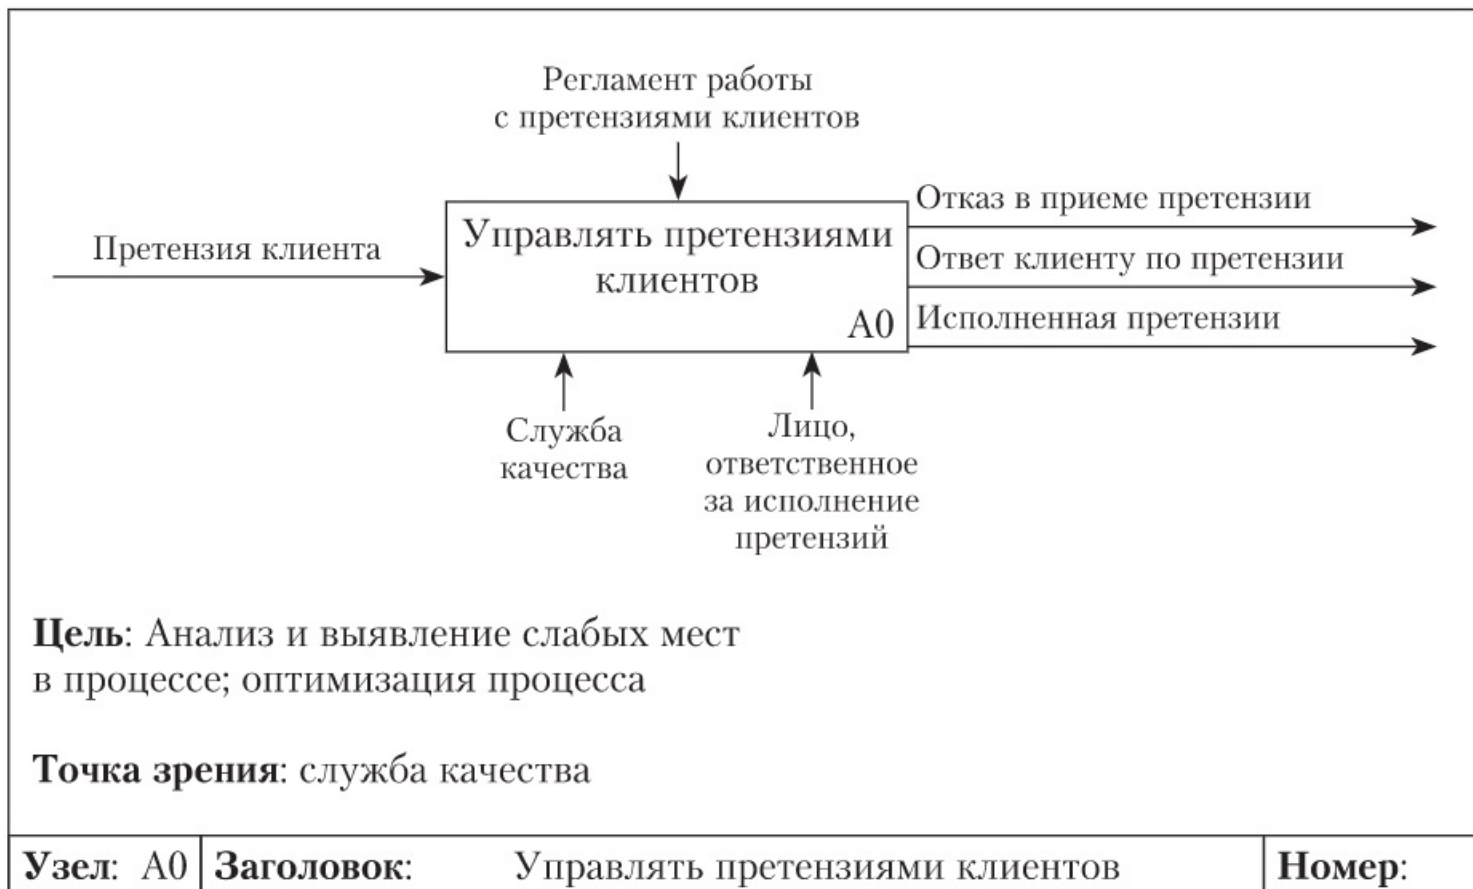 Регламент работы
с претензиями клиентов
Претензия клиента
Управлять претензиями
клиентов
А0
Отказ в приеме претензии
Ответ клиенту по претензии
Исполненная претензии
Служба
качества
Лицо,
ответственное
за исполнение
претензий
Цель: Анализ и выявление слабых мест
в процессе; оптимизация процесса
Точка зрения: служба качества
Узел: А0 Заголовок: Управлять претензиями клиентов Номер: